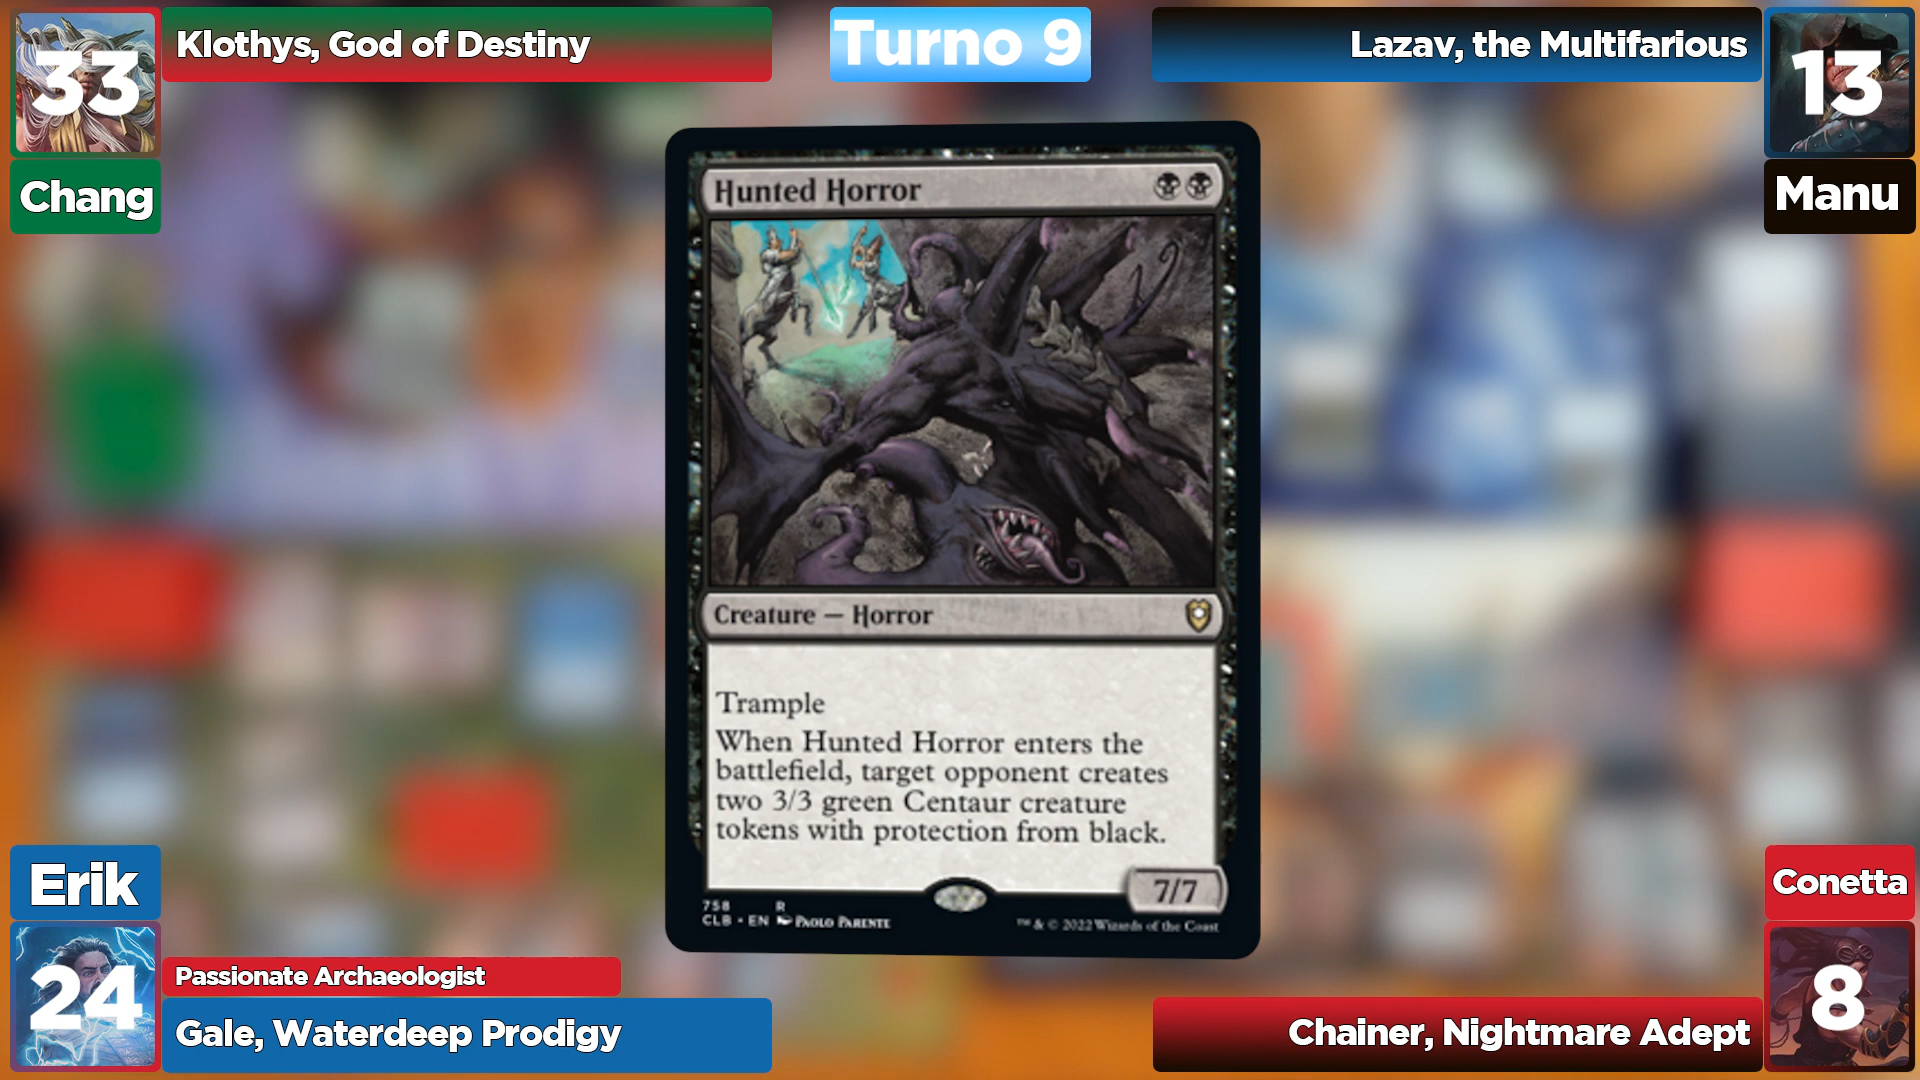 33
Klothys, God of Destiny
Turno 9
Lazav, the Multifarious
13
Chang
Manu
Hunted Horror
Creature — Horror
Trample
When Hunted Horror enters the
battlefield, target opponent creates
two 3/3 green Centaur creature
tokens with protection from black.
7/7
758 R
CLB • EN PAOLO PARENTE
™ & © 2022 Wizards of the Coast
Erik
24
Passionate Archaeologist
Gale, Waterdeep Prodigy
Conetta
8
Chainer, Nightmare Adept